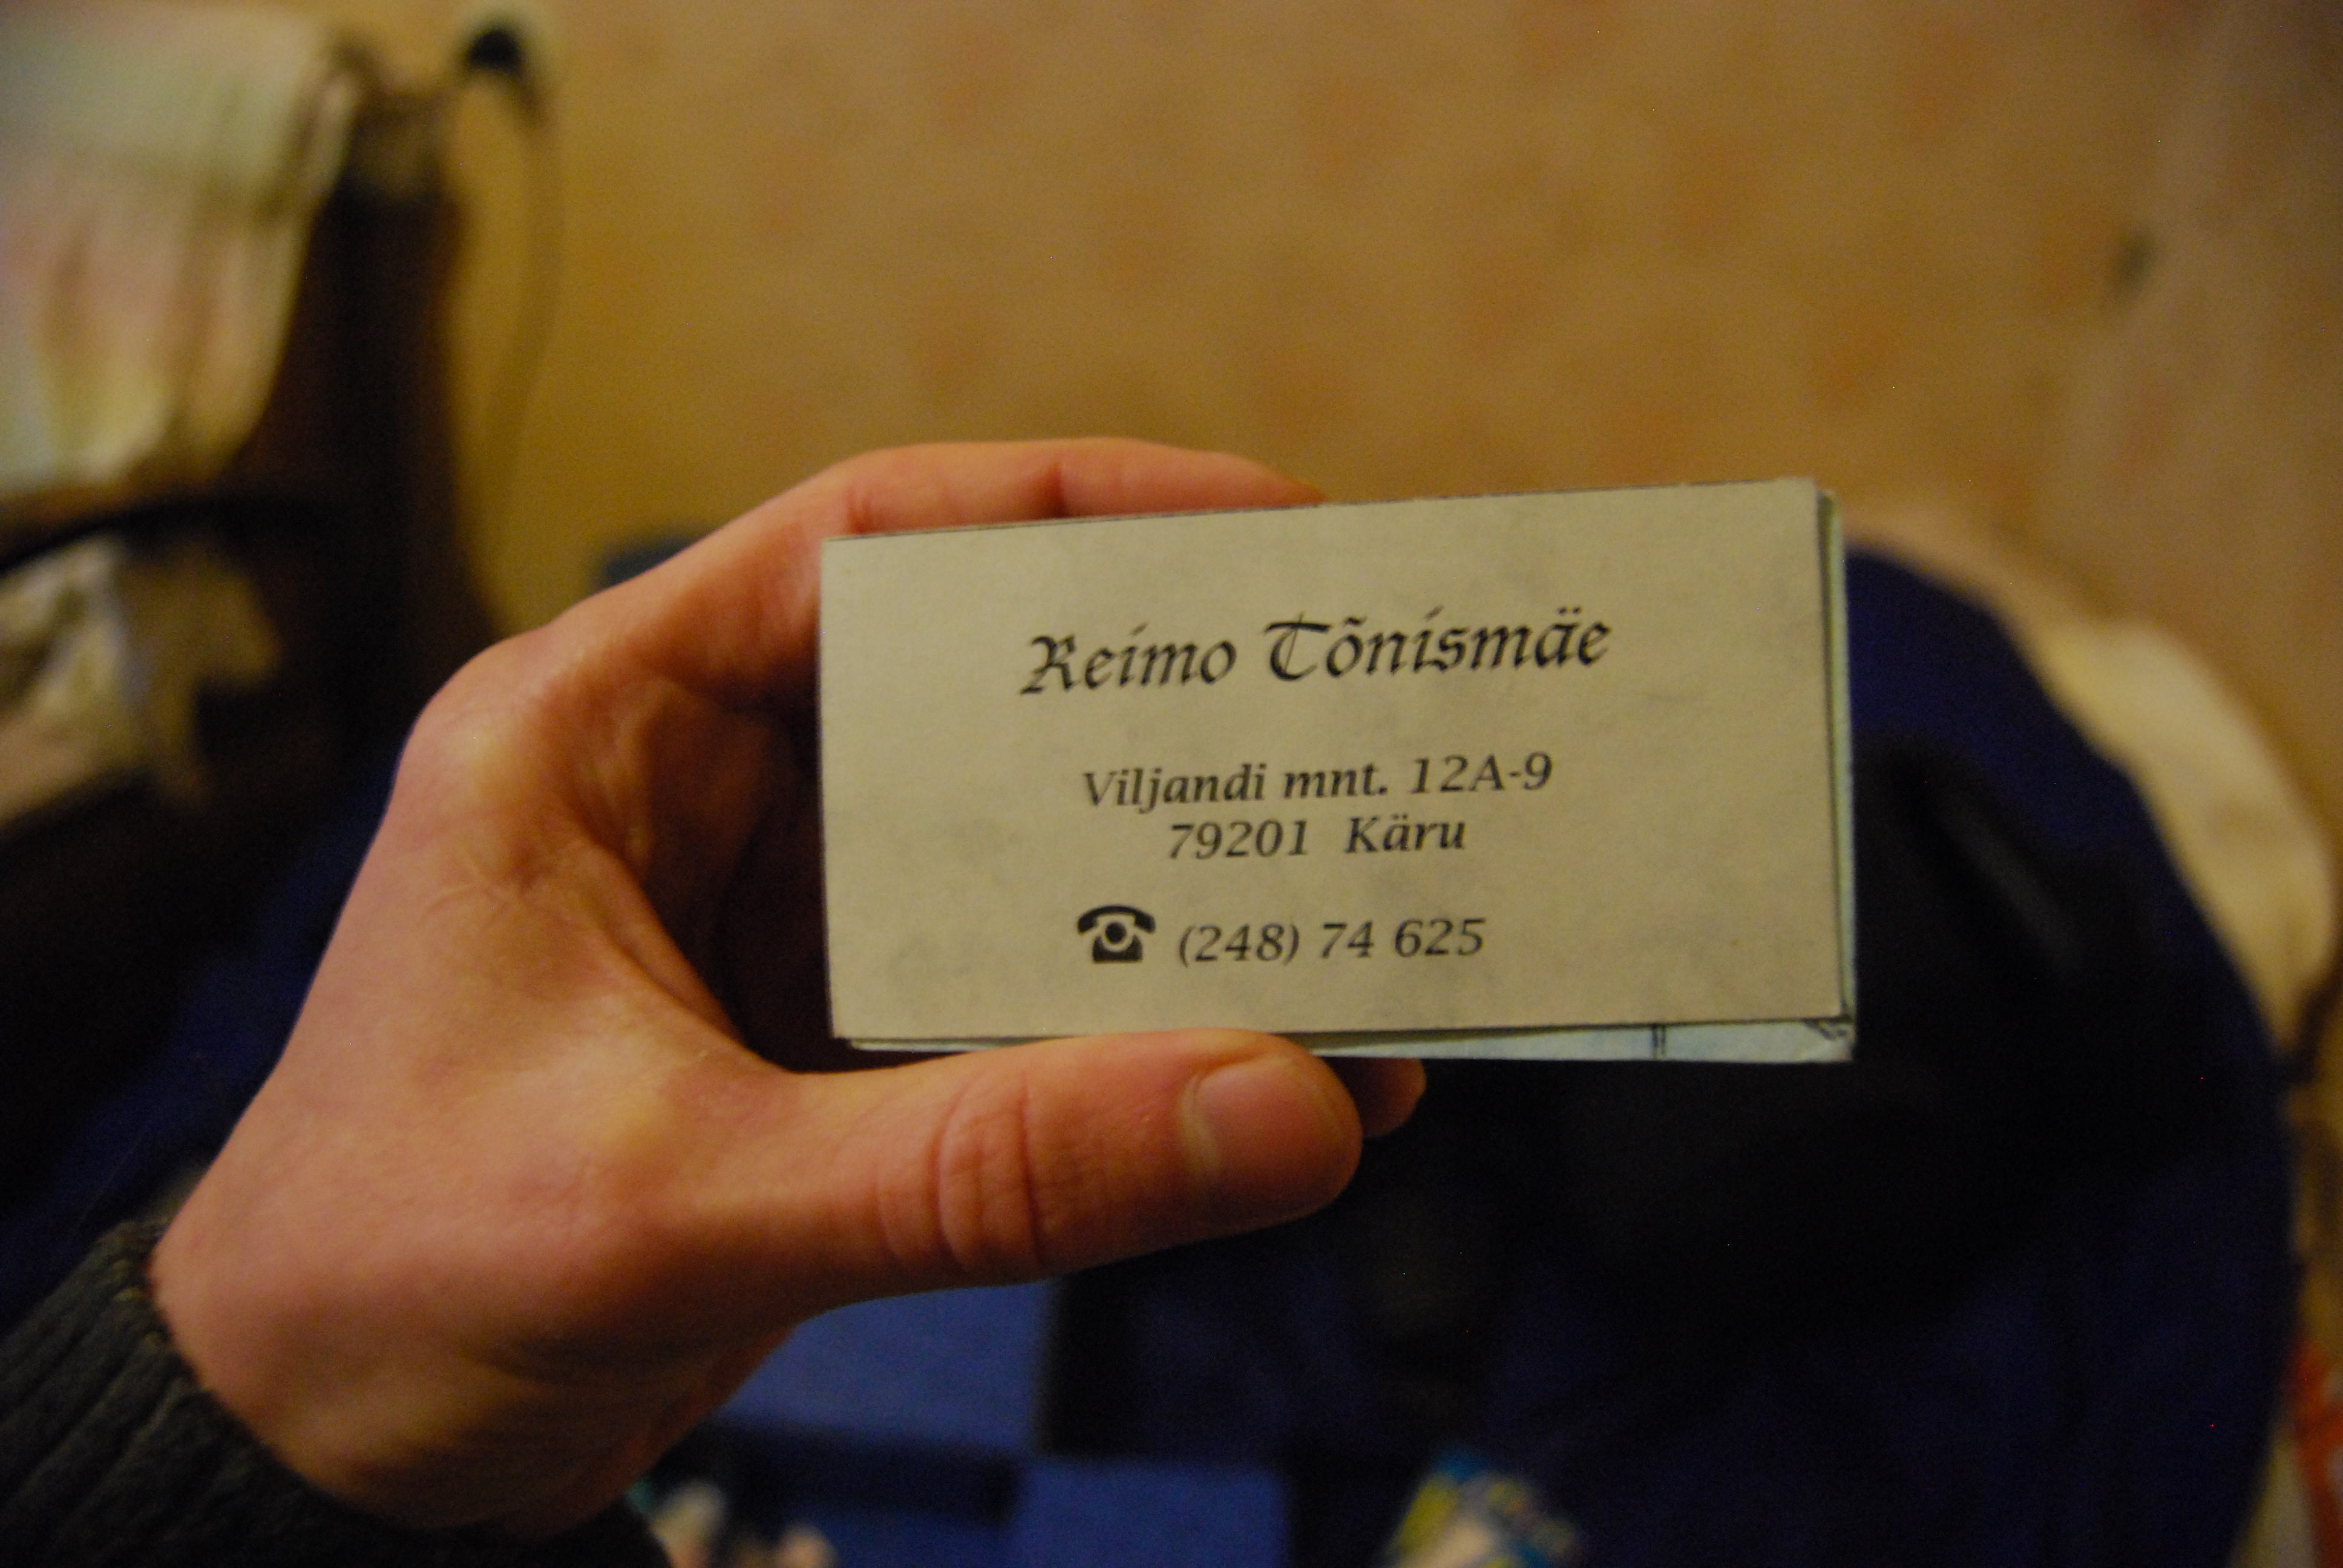 Reimo Tõnismäe
Viljandi mnt. 12A-9
79201 Käru
☎ (248) 74 625